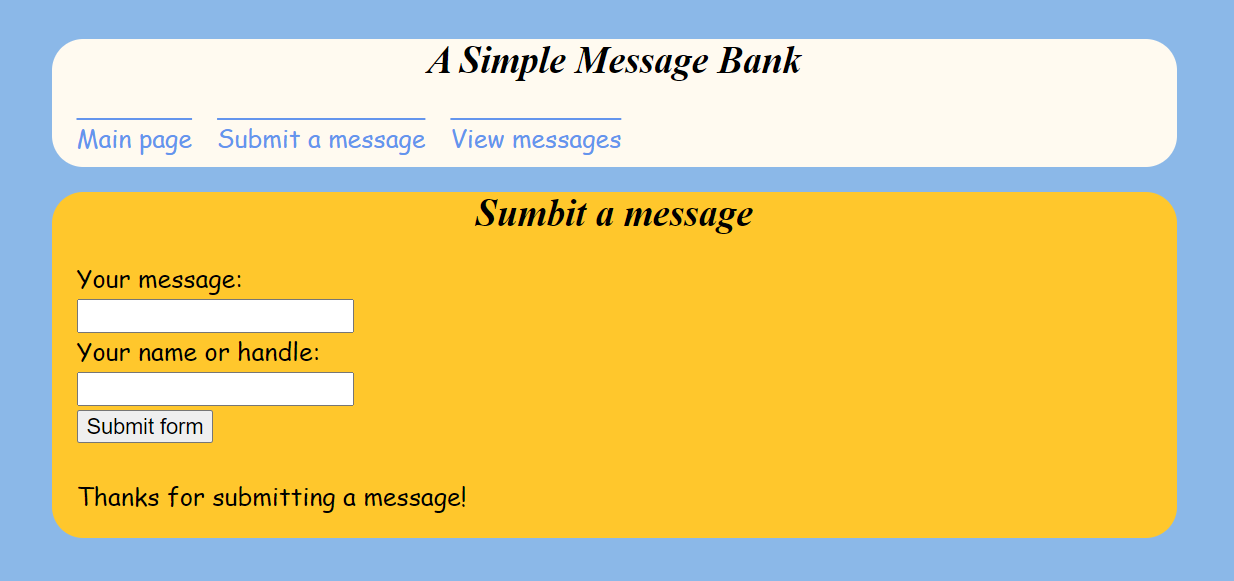 A Simple Message Bank
Main page Submit a message View messages
Sumbit a message
Your message:
Your name or handle:
Submit form
Thanks for submitting a message!